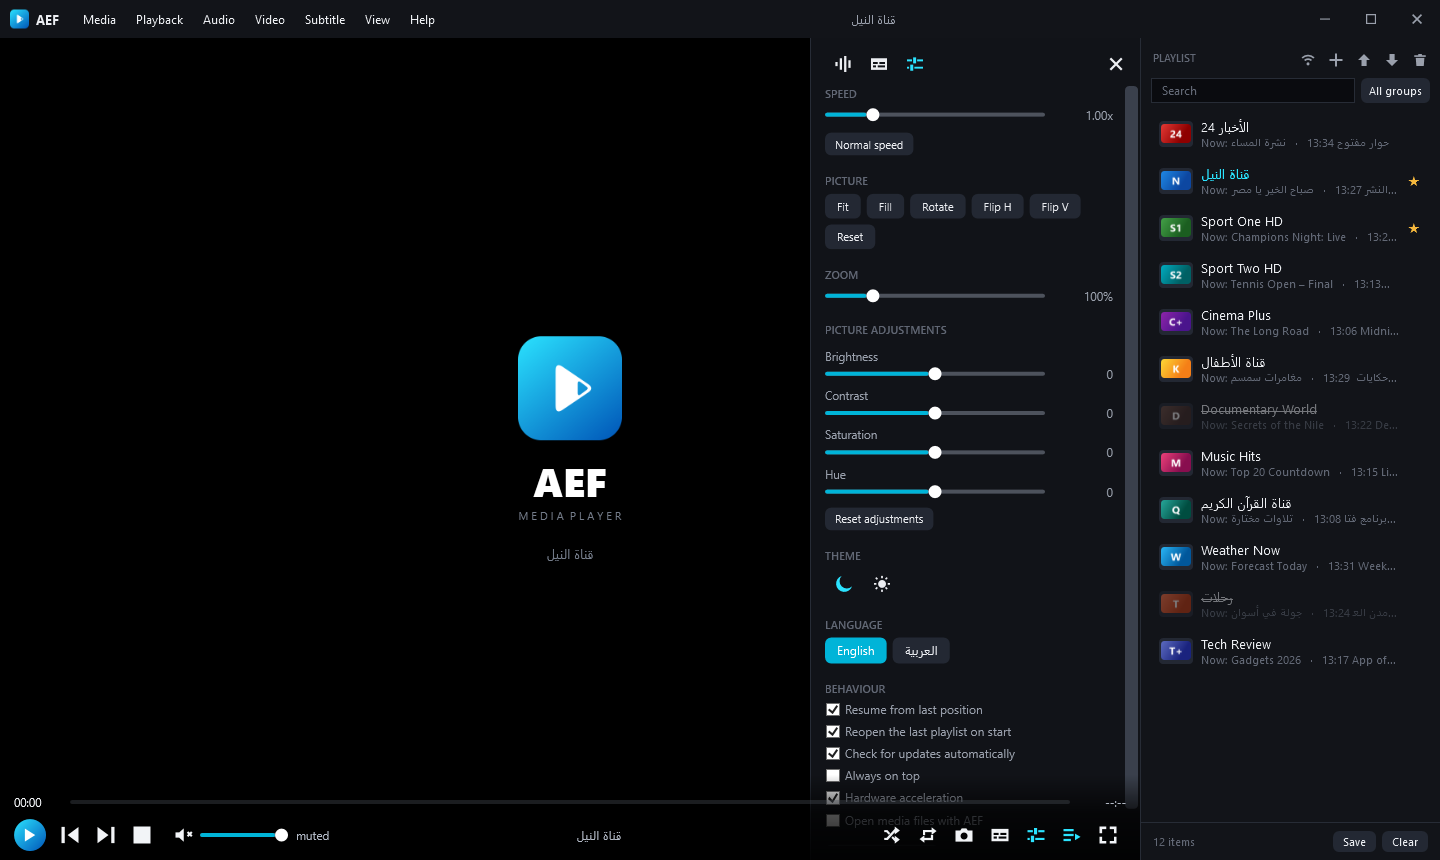 AEF Media Playback Audio Video Subtitle View Help
قناة النيل
AEF
MEDIA PLAYER
قناة النيل
SPEED
1.00x
Normal speed
PICTURE
Fit Fill Rotate Flip H Flip V
Reset
ZOOM
100%
PICTURE ADJUSTMENTS
Brightness
0
Contrast
0
Saturation
0
Hue
0
Reset adjustments
THEME
LANGUAGE
English العربية
BEHAVIOUR
Resume from last position
Reopen the last playlist on start
Check for updates automatically
Always on top
Hardware acceleration
Open media files with AEF
PLAYLIST
Search All groups
24 الأخبار 24
Now: نشرة المساء · 13:34 حوار مفتوح
N قناة النيل
Now: صباح الخير يا مصر · 13:27 النشر...
S1 Sport One HD
Now: Champions Night: Live · 13:2...
S2 Sport Two HD
Now: Tennis Open – Final · 13:13...
C+ Cinema Plus
Now: The Long Road · 13:06 Midni...
K قناة الأطفال
Now: مغامرات سمسم · 13:29 حكايات...
D Documentary World
Now: Secrets of the Nile · 13:22 De...
M Music Hits
Now: Top 20 Countdown · 13:15 Li...
Q قناة القرآن الكريم
Now: تلاوات مختارة · 13:08 برنامج فتا...
W Weather Now
Now: Forecast Today · 13:31 Week...
T رحلات
Now: جولة في أسوان · 13:24 مدن الع...
T+ Tech Review
Now: Gadgets 2026 · 13:17 App of...
12 items Save Clear
00:00 --:--
muted قناة النيل